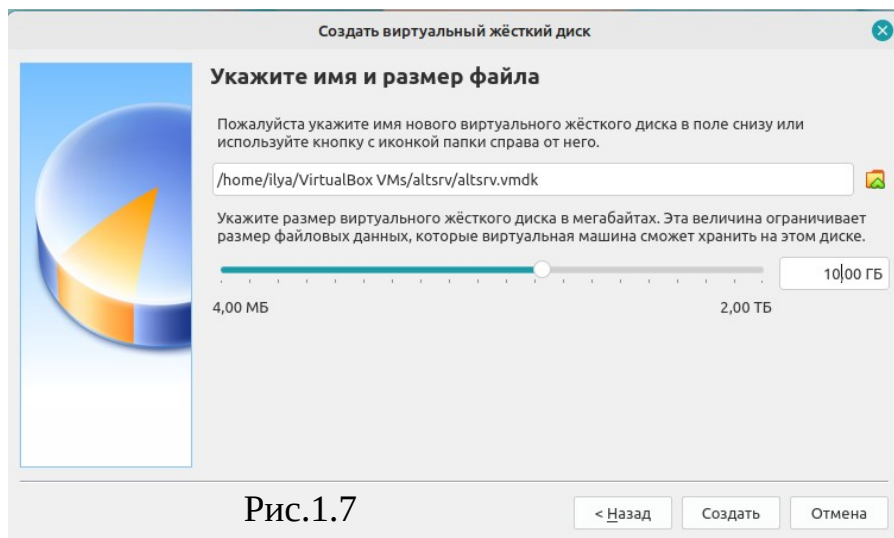 Создать виртуальный жёсткий диск
Укажите имя и размер файла
Пожалуйста укажите имя нового виртуального жёсткого диска в поле снизу или
используйте кнопку с иконкой папки справа от него.
/home/ilya/VirtualBox VMs/altsrv/altsrv.vmdk
Укажите размер виртуального жёсткого диска в мегабайтах. Эта величина ограничивает
размер файловых данных, которые виртуальная машина сможет хранить на этом диске.
10,00 ГБ
4,00 МБ 2,00 ТБ
Рис.1.7 < Назад Создать Отмена